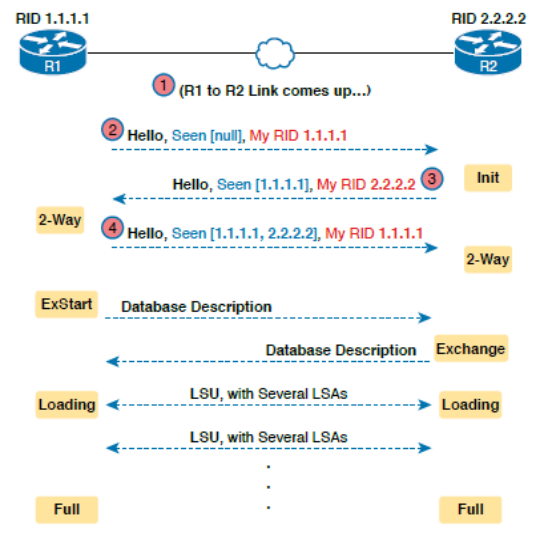 RID 1.1.1.1
RID 2.2.2.2
R1
R2
1 (R1 to R2 Link comes up...)
2 Hello, Seen [null], My RID 1.1.1.1
Hello, Seen [1.1.1.1], My RID 2.2.2.2 3
Init
2-Way
4 Hello, Seen [1.1.1.1, 2.2.2.2], My RID 1.1.1.1
2-Way
ExStart
Database Description
Database Description
Exchange
Loading
LSU, with Several LSAs
Loading
LSU, with Several LSAs
Full
Full